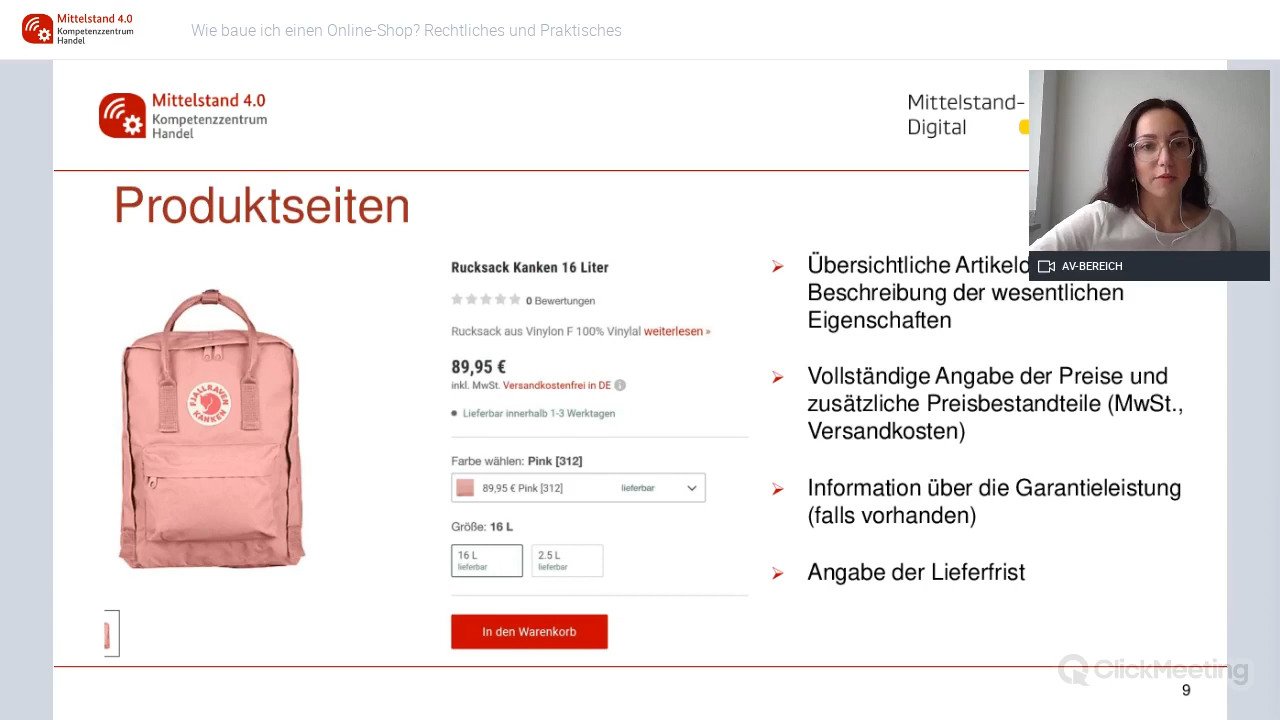 Mittelstand 4.0
Kompetenzzentrum
Handel
Wie baue ich einen Online-Shop? Rechtliches und Praktisches
Mittelstand 4.0
Kompetenzzentrum
Handel
Mittelstand-
Digital
Produktseiten
FJÄLLRÄVEN
KÅNKEN
Rucksack Kanken 16 Liter
0 Bewertungen
Rucksack aus Vinylon F 100% Vinylal weiterlesen »
89,95 €
inkl. MwSt. Versandkostenfrei in DE i
Lieferbar innerhalb 1-3 Werktagen
Farbe wählen: Pink [312]
89,95 € Pink [312] lieferbar
Größe: 16 L
16 L
lieferbar
2.5 L
lieferbar
In den Warenkorb
AV-BEREICH
Übersichtliche
Beschreibung der wesentlichen
Eigenschaften
Vollständige Angabe der Preise und
zusätzliche Preisbestandteile (MwSt.,
Versandkosten)
Information über die Garantieleistung
(falls vorhanden)
Angabe der Lieferfrist
ClickMeeting
9